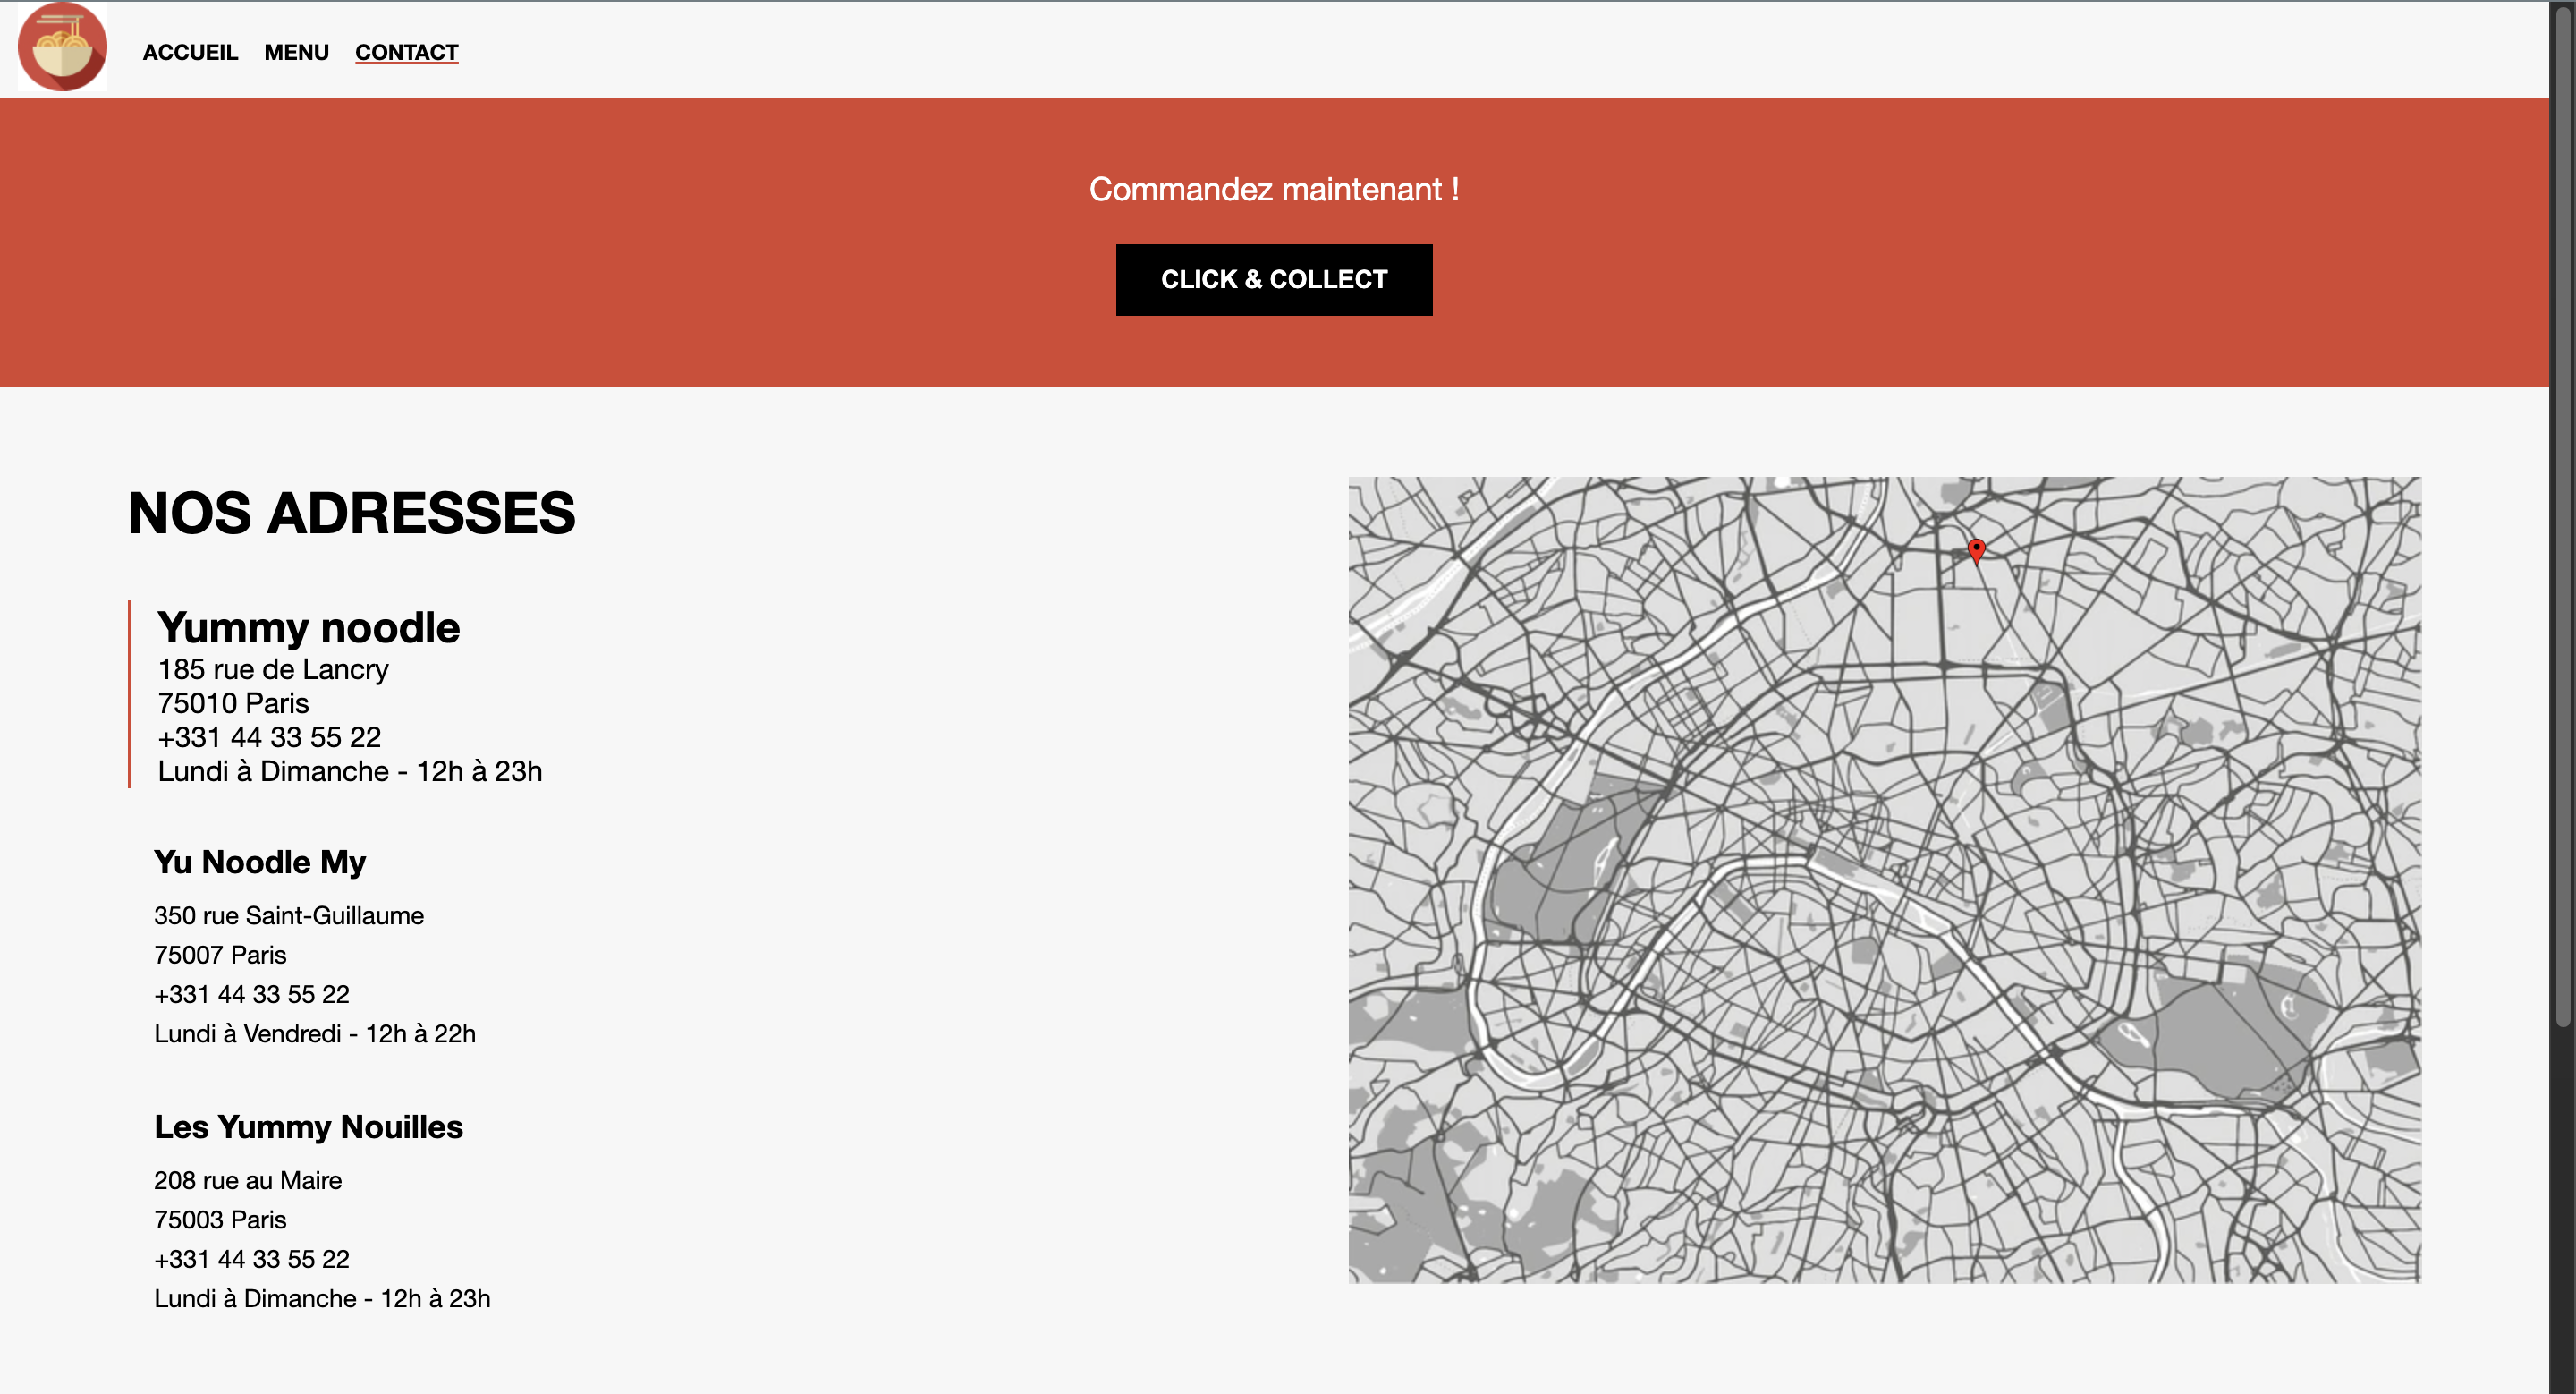 ACCUEIL MENU CONTACT
Commandez maintenant !
CLICK & COLLECT
NOS ADRESSES
Yummy noodle
185 rue de Lancry
75010 Paris
+331 44 33 55 22
Lundi à Dimanche - 12h à 23h
Yu Noodle My
350 rue Saint-Guillaume
75007 Paris
+331 44 33 55 22
Lundi à Vendredi - 12h à 22h
Les Yummy Nouilles
208 rue au Maire
75003 Paris
+331 44 33 55 22
Lundi à Dimanche - 12h à 23h